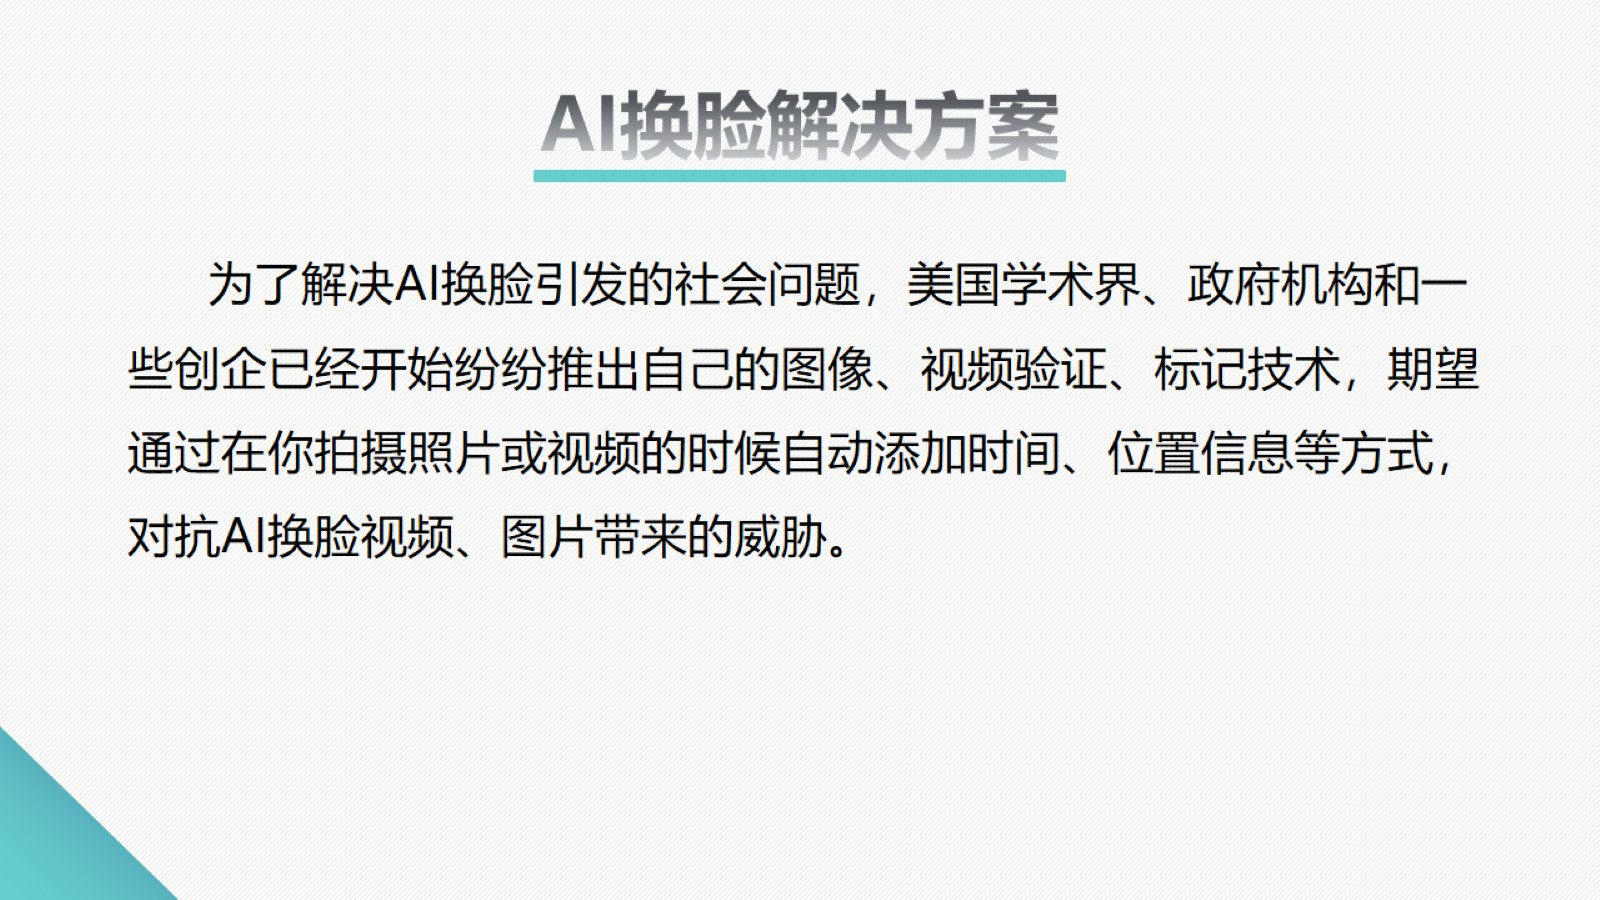 AI换脸解决方案
为了解决AI换脸引发的社会问题，美国学术界、政府机构和一
些创企已经开始纷纷推出自己的图像、视频验证、标记技术，期望
通过在你拍摄照片或视频的时候自动添加时间、位置信息等方式，
对抗AI换脸视频、图片带来的威胁。